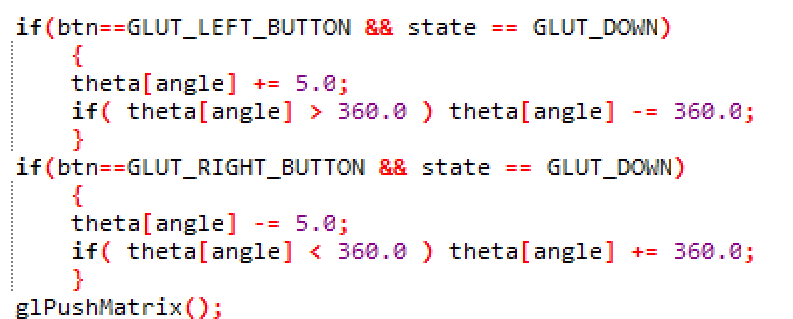 if(btn==GLUT_LEFT_BUTTON && state == GLUT_DOWN)
{
theta[angle] += 5.0;
if( theta[angle] > 360.0 ) theta[angle] -= 360.0;
}
if(btn==GLUT_RIGHT_BUTTON && state == GLUT_DOWN)
{
theta[angle] -= 5.0;
if( theta[angle] < 360.0 ) theta[angle] += 360.0;
}
glPushMatrix();